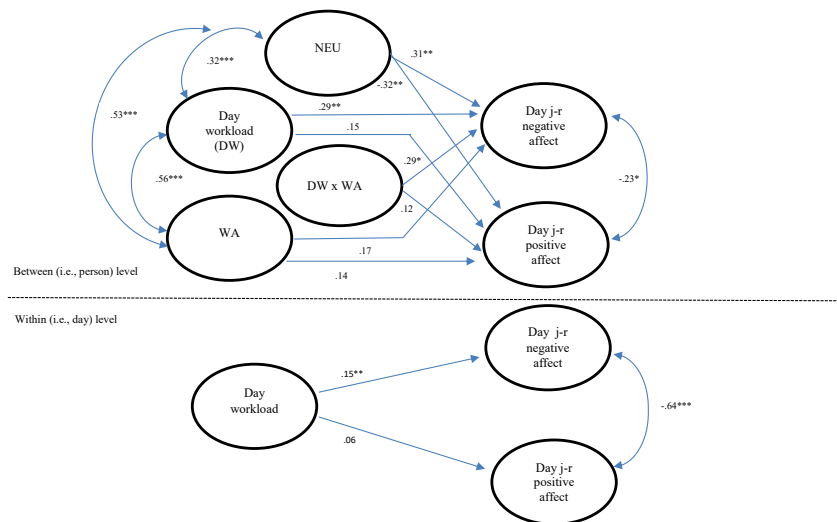 NEU
.32***
.31**
-.32**
.53***
Day
workload
(DW)
.29**
.15
Day j-r
negative
affect
.56***
DW x WA
.29*
.12
-.23*
WA
Day j-r
positive
affect
.17
.14
Between (i.e., person) level
Within (i.e., day) level
Day j-r
negative
affect
Day
workload
.15**
.06
-.64***
Day j-r
positive
affect